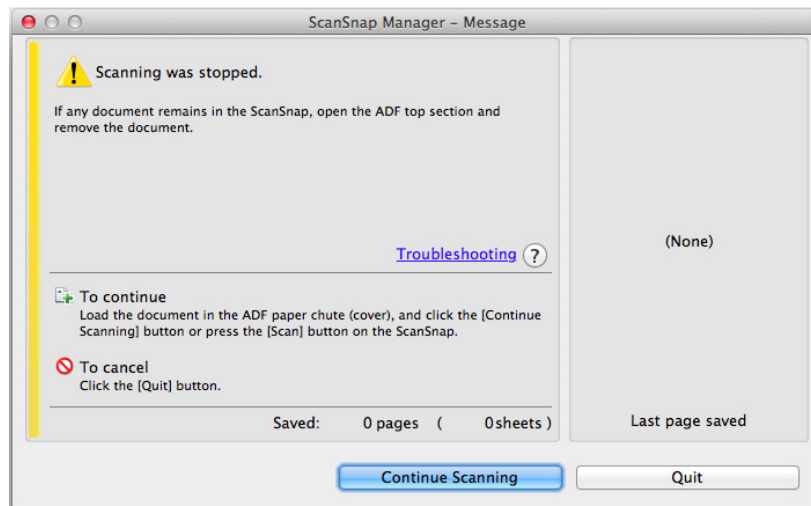 ScanSnap Manager – Message
Scanning was stopped.
If any document remains in the ScanSnap, open the ADF top section and
remove the document.
Troubleshooting ?
To continue
Load the document in the ADF paper chute (cover), and click the [Continue
Scanning] button or press the [Scan] button on the ScanSnap.
To cancel
Click the [Quit] button.
Saved: 0 pages ( 0 sheets )
(None)
Last page saved
Continue Scanning
Quit